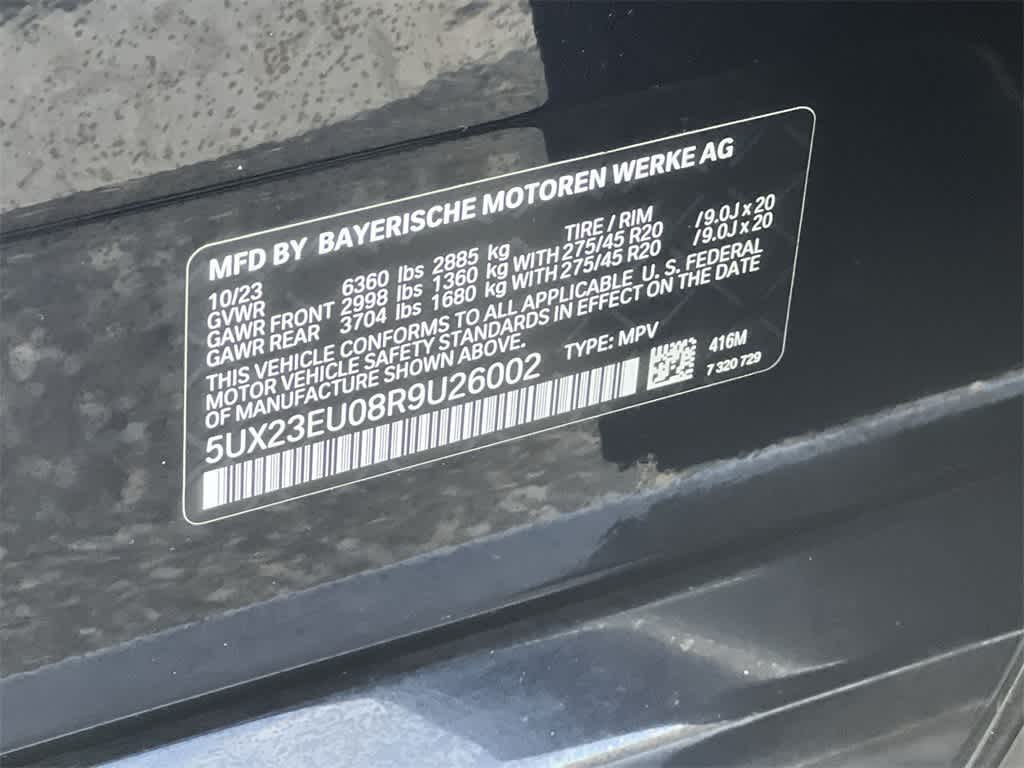 MFD BY BAYERISCHE MOTOREN WERKE AG
10/23 TIRE / RIM
GVWR 6360 lbs 2885 kg
GAWR FRONT 2998 lbs 1360 kg WITH 275/45 R20 /9.0J x 20
GAWR REAR 3704 lbs 1680 kg WITH 275/45 R20 /9.0J x 20
THIS VEHICLE CONFORMS TO ALL APPLICABLE U. S. FEDERAL
MOTOR VEHICLE SAFETY STANDARDS IN EFFECT ON THE DATE
OF MANUFACTURE SHOWN ABOVE.
5UX23EU08R9U26002 TYPE: MPV 416M
7 320 729